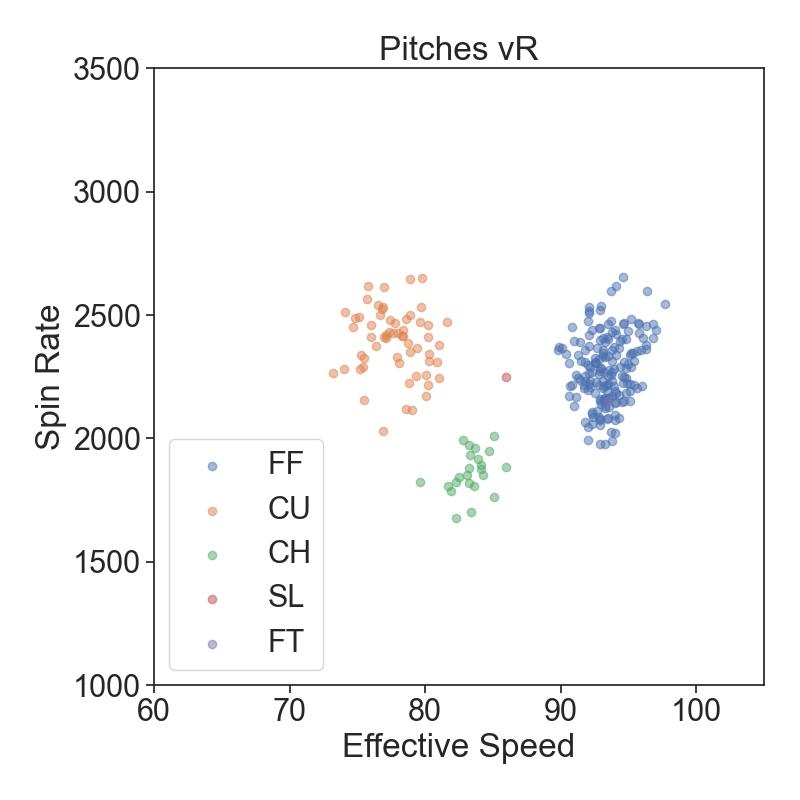 Pitches vR
3500
3000
2500
2000
1500
1000
Spin Rate
FF
CU
CH
SL
FT
60 70 80 90 100
Effective Speed